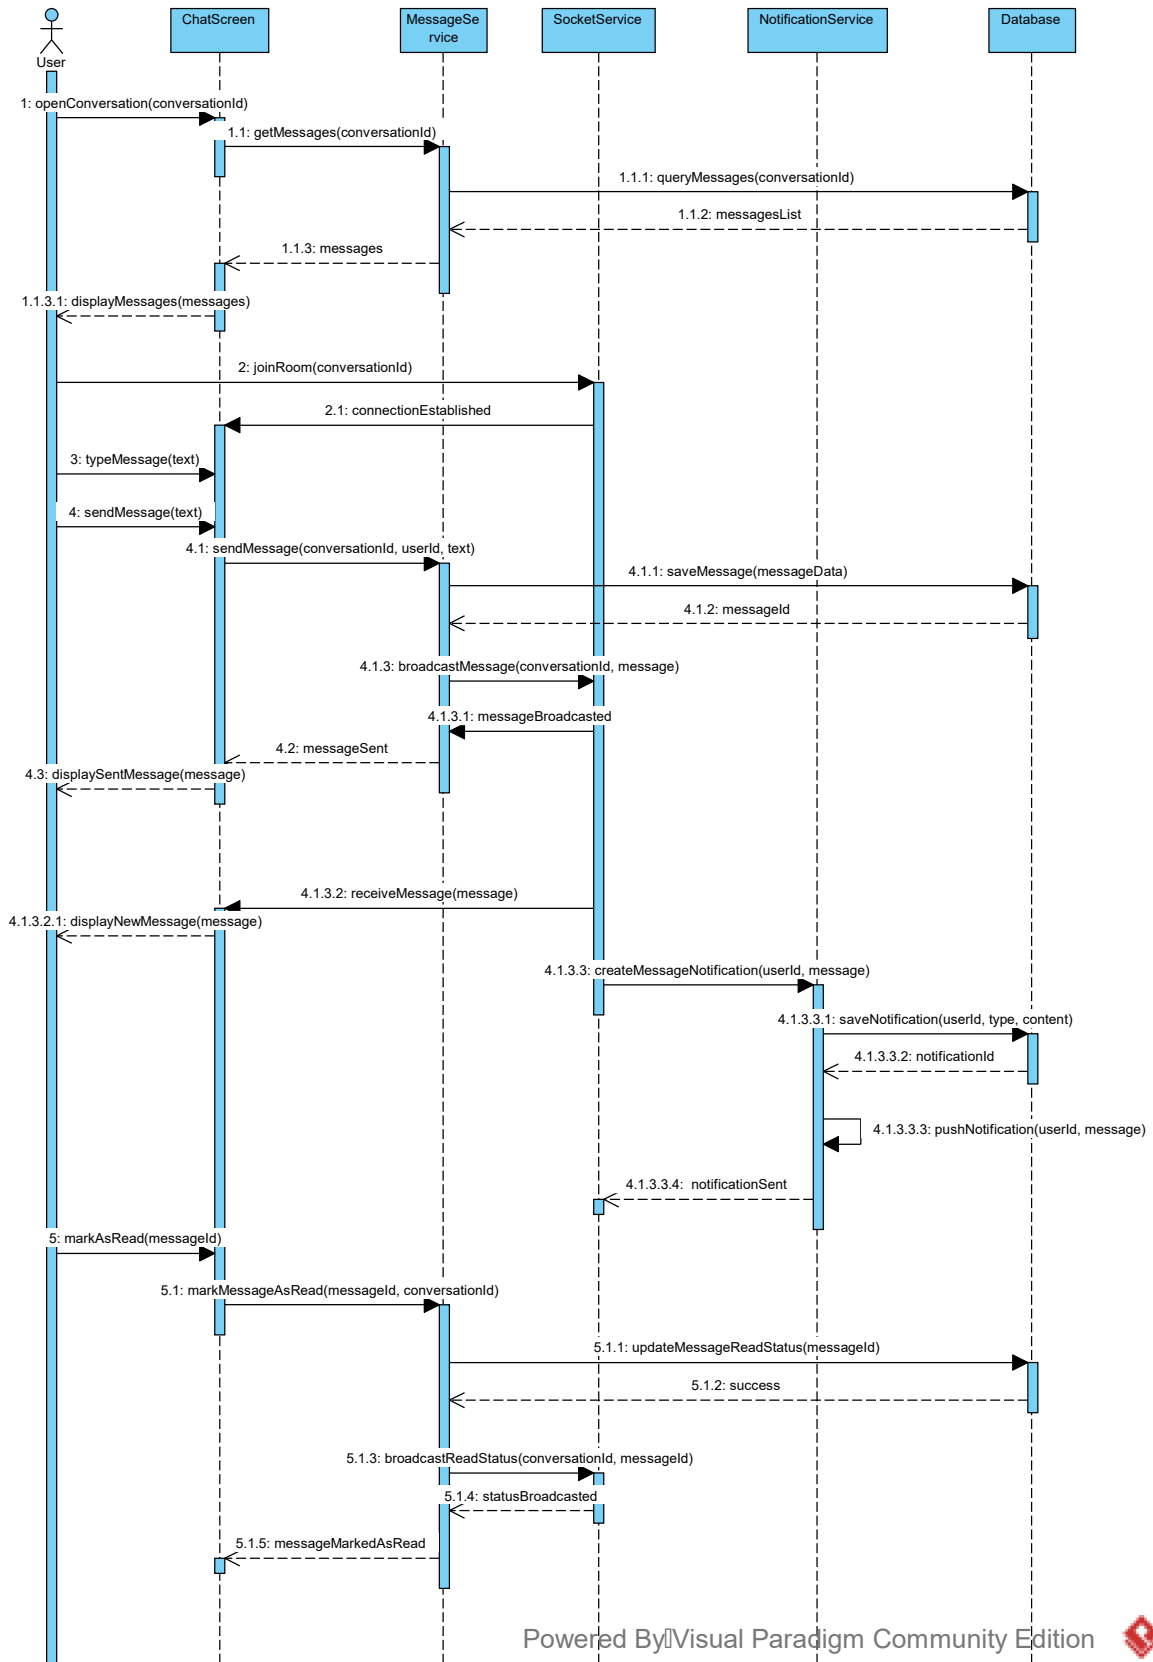 ChatScreen
MessageSe
rvice
SocketService
NotificationService
Database
User
1: openConversation(conversationId)
1.1: getMessages(conversationId)
1.1.1: queryMessages(conversationId)
1.1.2: messagesList
1.1.3: messages
1.1.3.1: displayMessages(messages)
2: joinRoom(conversationId)
2.1: connectionEstablished
3: typeMessage(text)
4: sendMessage(text)
4.1: sendMessage(conversationId, userId, text)
4.1.1: saveMessage(messageData)
4.1.2: messageId
4.1.3: broadcastMessage(conversationId, message)
4.1.3.1: messageBroadcasted
4.2: messageSent
4.3: displaySentMessage(message)
4.1.3.2: receiveMessage(message)
4.1.3.2.1: displayNewMessage(message)
4.1.3.3: createMessageNotification(userId, message)
4.1.3.3.1: saveNotification(userId, type, content)
4.1.3.3.2: notificationId
4.1.3.3.3: pushNotification(userId, message)
4.1.3.3.4:  notificationSent
5: markAsRead(messageId)
5.1: markMessageAsRead(messageId, conversationId)
5.1.1: updateMessageReadStatus(messageId)
5.1.2: success
5.1.3: broadcastReadStatus(conversationId, messageId)
5.1.4: statusBroadcasted
5.1.5: messageMarkedAsRead
Powered By Visual Paradigm Community Edition